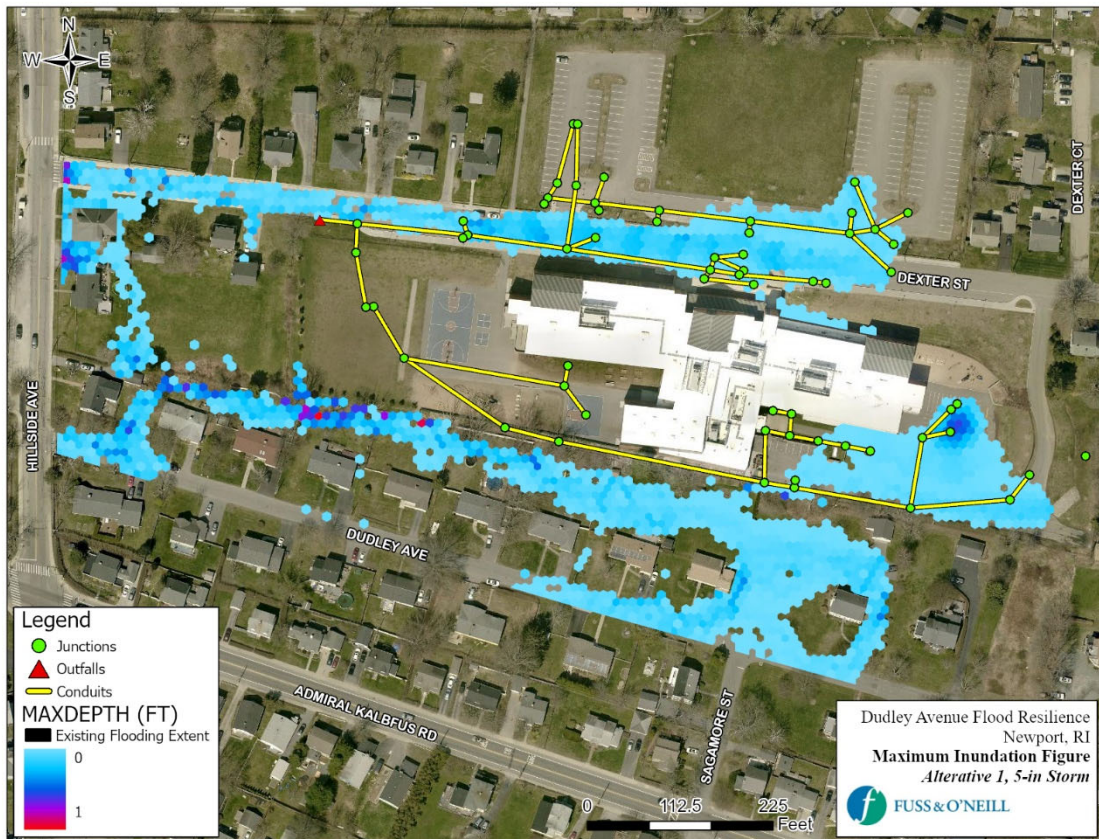 N
W E
S
DEXTER CT
DEXTER ST
HILLSIDE AVE
DUDLEY AVE
ADMIRAL KALBFUS RD
SAGAMORE ST
Legend
Junctions
Outfalls
Conduits
MAXDEPTH (FT)
Existing Flooding Extent
0
1
0 112.5 225
Feet
Dudley Avenue Flood Resilience
Newport, RI
Maximum Inundation Figure
Alterative 1, 5-in Storm
f FUSS & O'NEILL